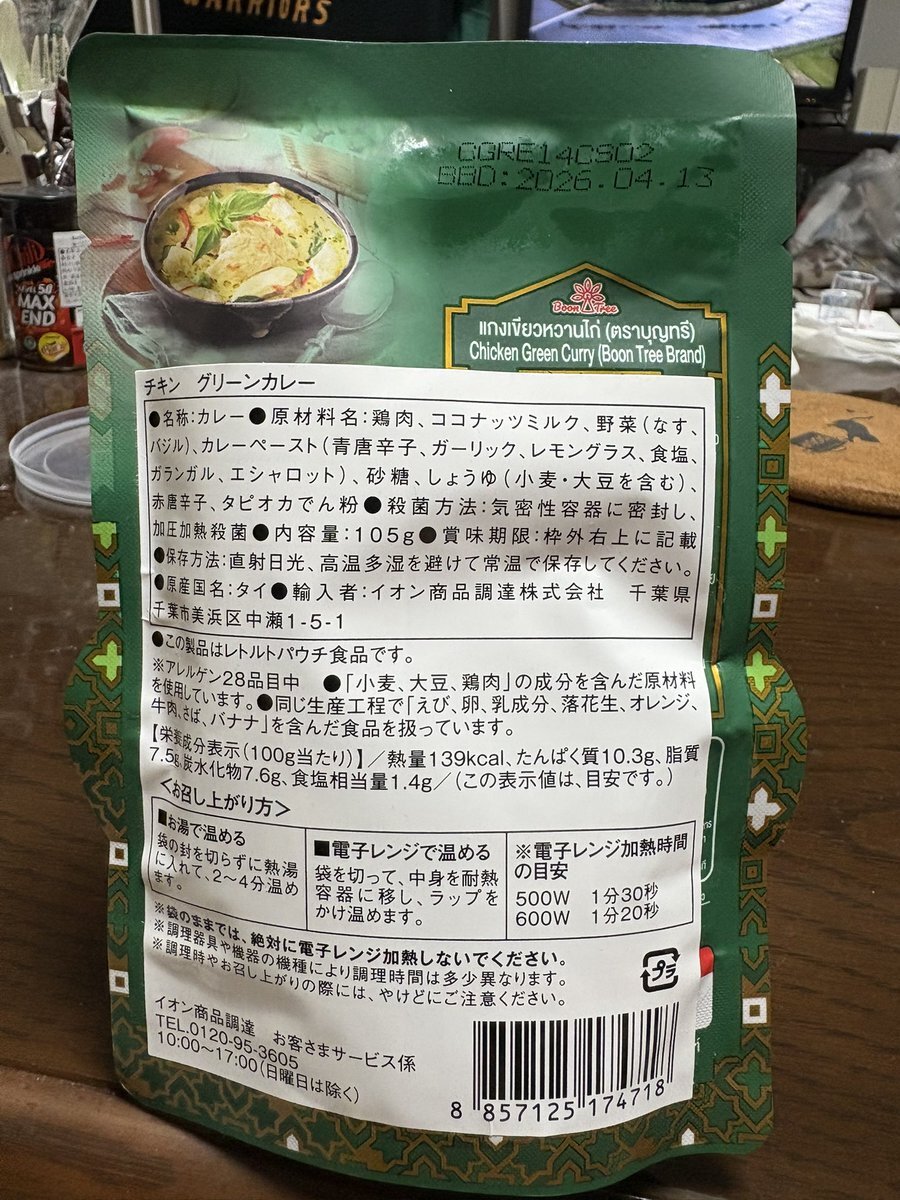 WARRIORS
MAX
END
CGRE14CS02
BBD:2026.04.13
Boon Tree
แกงเขียวหวานไก่ (ตราบุญทรี)
Chicken Green Curry (Boon Tree Brand)
チキン グリーンカレー
●名称:カレー●原材料名:鶏肉、ココナッツミルク、野菜(なす、
バジル)、カレーペースト(青唐辛子、ガーリック、レモングラス、食塩、
ガランガル、エシャロット)、砂糖、しょうゆ(小麦・大豆を含む)、
赤唐辛子、タピオカでん粉●殺菌方法:気密性容器に密封し、
加圧加熱殺菌●内容量:105g●賞味期限:枠外右上に記載
●保存方法:直射日光、高温多湿を避けて常温で保存してください。
●原産国名:タイ●輸入者:イオン商品調達株式会社 千葉県
千葉市美浜区中瀬1-5-1
●この製品はレトルトパウチ食品です。
※アレルゲン28品目中 ●「小麦、大豆、鶏肉」の成分を含んだ原材料
を使用しています。●同じ生産工程で「えび、卵、乳成分、落花生、オレンジ、
牛肉、さば、バナナ」を含んだ食品を扱っています。
【栄養成分表示(100g当たり)】/熱量139kcal、たんぱく質10.3g、脂質
7.5g、炭水化物7.6g、食塩相当量1.4g/(この表示値は、目安です。)
<お召し上がり方>
■お湯で温める
袋の封を切らずに熱湯
に入れて、2〜4分温め
ます。
■電子レンジで温める
袋を切って、中身を耐熱
容器に移し、ラップを
かけ温めます。
※電子レンジ加熱時間
の目安
500W 1分30秒
600W 1分20秒
※袋のままでは、絶対に電子レンジ加熱しないでください。
※調理器具や機器の機種により調理時間は多少異なります。
※調理時やお召し上がりの際には、やけどにご注意ください。
プラ
イオン商品調達 お客さまサービス係
TEL.0120-95-3605
10:00〜17:00(日曜日は除く)
8 857125 174718